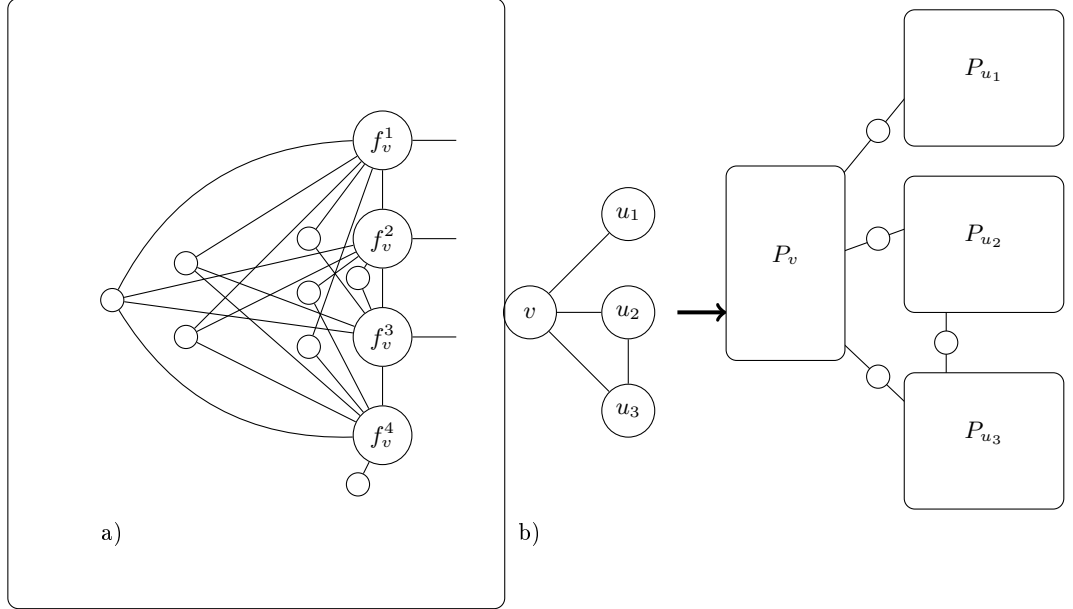 f_v^1
f_v^2
f_v^3
f_v^4
a)
v
u_1
u_2
u_3
b)
P_v
P_{u_1}
P_{u_2}
P_{u_3}